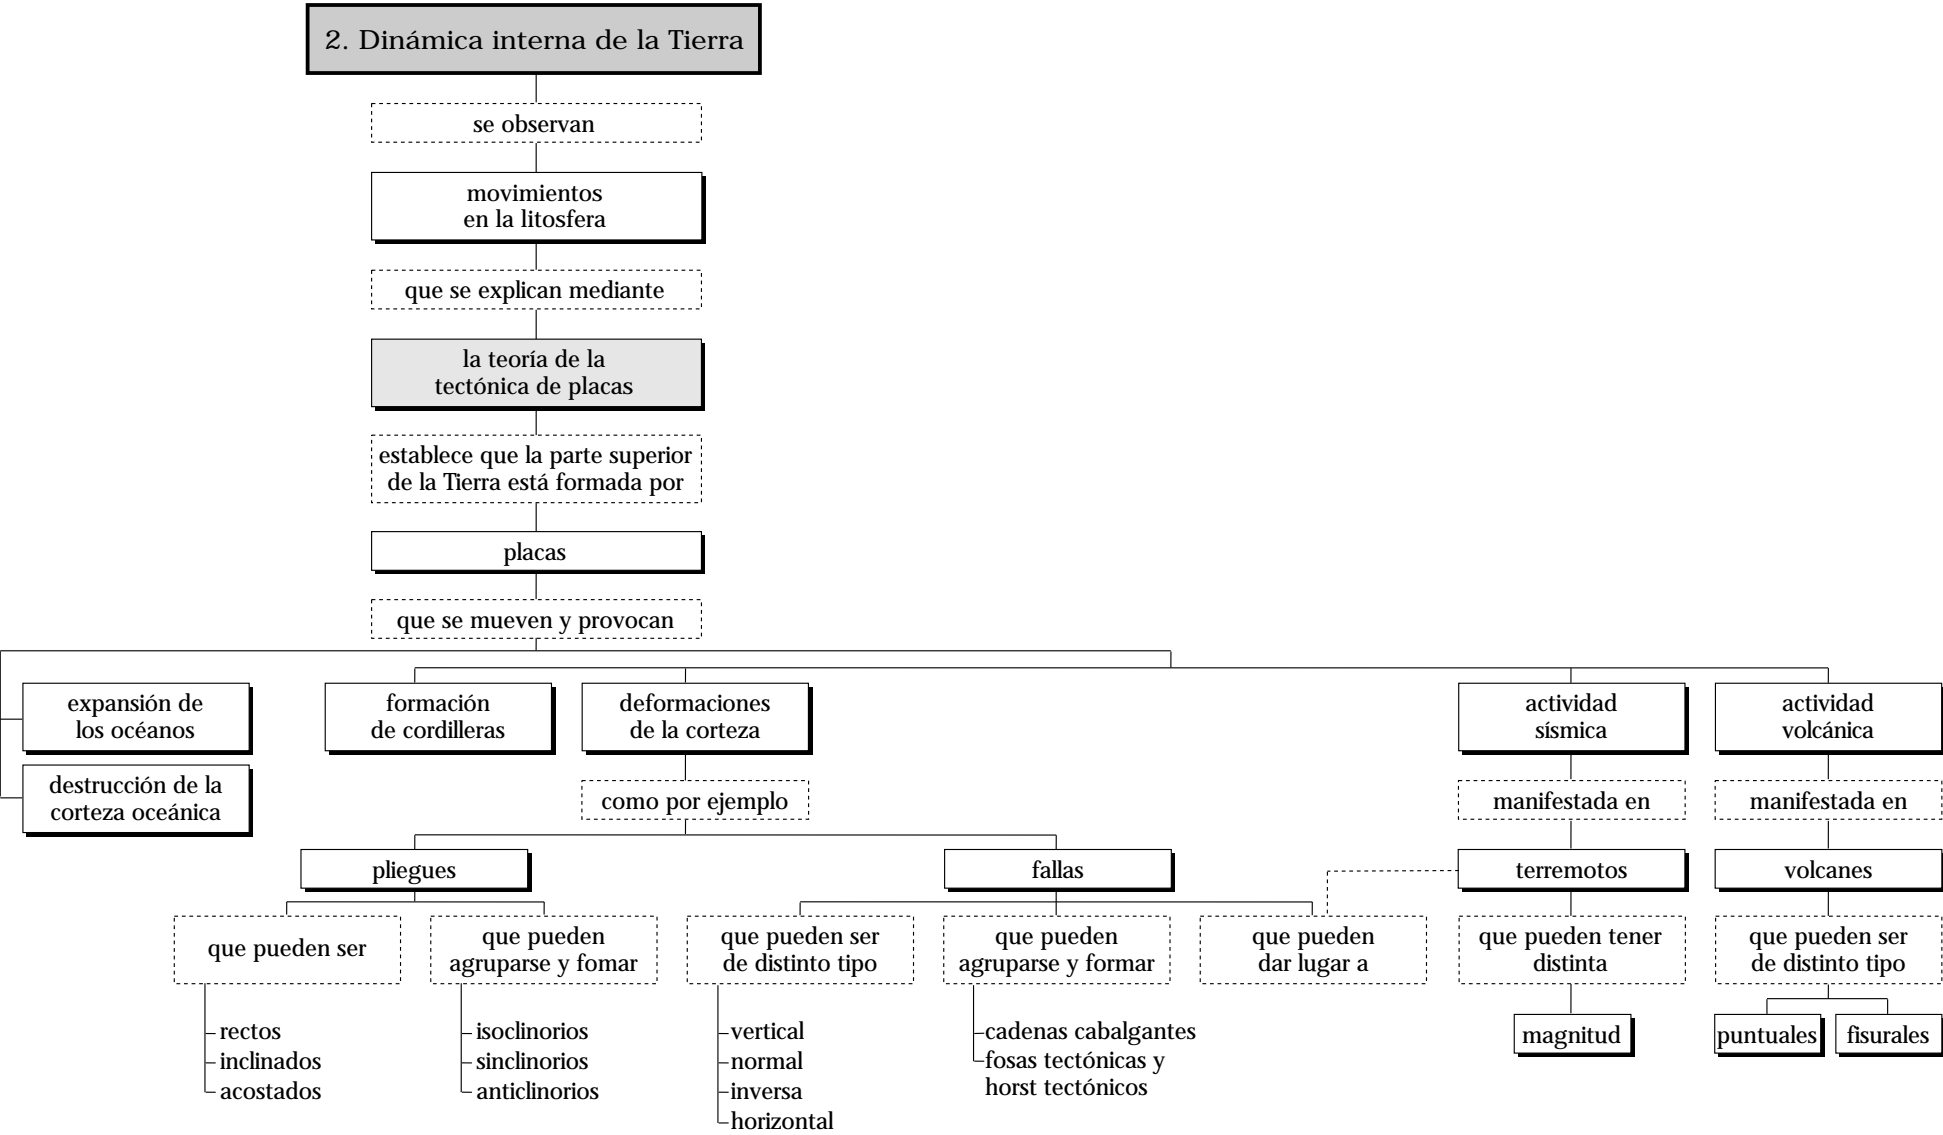 2. Dinámica interna de la Tierra
se observan
movimientos
en la litosfera
que se explican mediante
la teoría de la
tectónica de placas
establece que la parte superior
de la Tierra está formada por
placas
que se mueven y provocan
expansión de
los océanos
destrucción de la
corteza oceánica
formación
de cordilleras
deformaciones
de la corteza
actividad
sísmica
actividad
volcánica
como por ejemplo
manifestada en
manifestada en
pliegues
fallas
terremotos
volcanes
que pueden ser
que pueden
agruparse y fomar
que pueden ser
de distinto tipo
que pueden
agruparse y formar
que pueden
dar lugar a
que pueden tener
distinta
que pueden ser
de distinto tipo
rectos
inclinados
acostados
isoclinorios
sinclinorios
anticlinorios
vertical
normal
inversa
horizontal
cadenas cabalgantes
fosas tectónicas y
horst tectónicos
magnitud
puntuales
fisurales